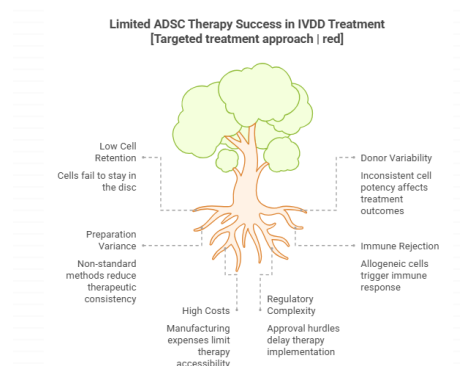 Limited ADSC Therapy Success in IVDD Treatment
[Targeted treatment approach | red]
Low Cell
Retention
Cells fail to stay in
the disc
Donor Variability
Inconsistent cell
potency affects
treatment
outcomes
Preparation
Variance
Non-standard
methods reduce
therapeutic
consistency
Immune Rejection
Allogeneic cells
trigger immune
response
High Costs
Manufacturing
expenses limit
therapy
accessibility
Regulatory
Complexity
Approval hurdles
delay therapy
implementation